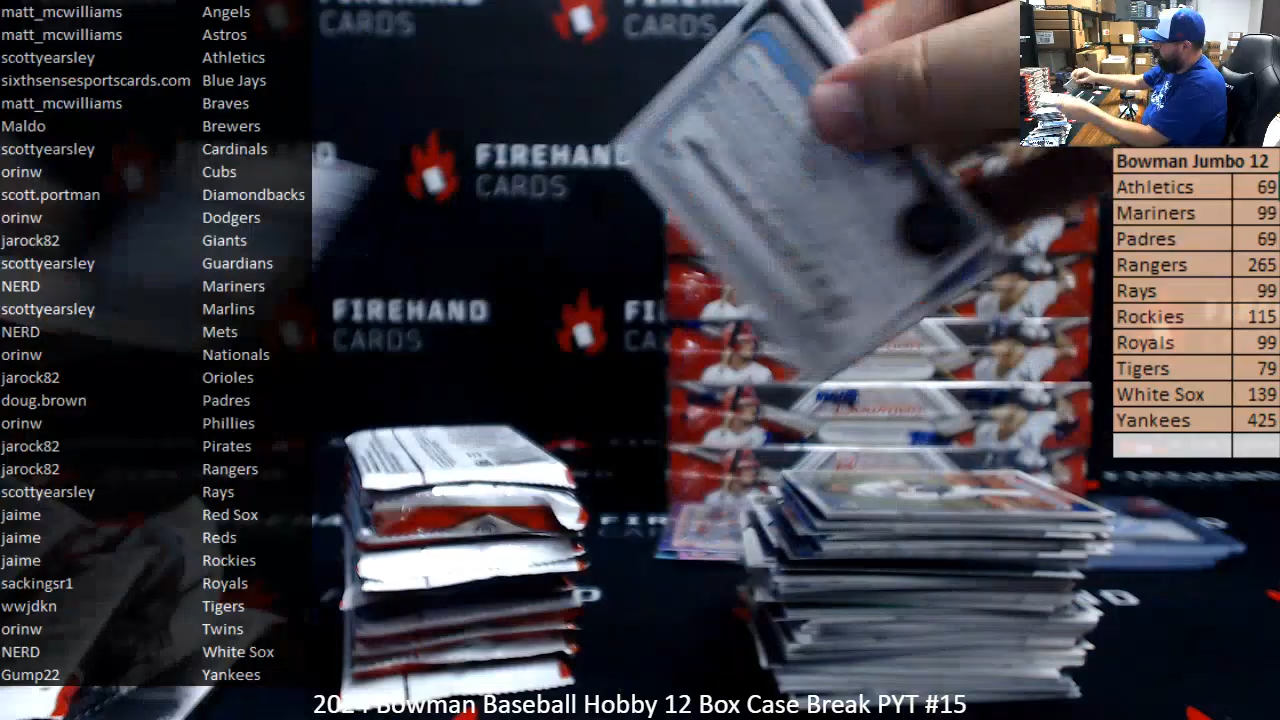 matt_mcwilliams Angels
matt_mcwilliams Astros
scottyearsley Athletics
sixthsensesportscards.com Blue Jays
matt_mcwilliams Braves
Maldo Brewers
scottyearsley Cardinals
orinw Cubs
scott.portman Diamondbacks
orinw Dodgers
jarock82 Giants
scottyearsley Guardians
NERD Mariners
scottyearsley Marlins
NERD Mets
orinw Nationals
jarock82 Orioles
doug.brown Padres
orinw Phillies
jarock82 Pirates
jarock82 Rangers
scottyearsley Rays
jaime Red Sox
jaime Reds
jaime Rockies
sackingsr1 Royals
wwjdkn Tigers
orinw Twins
NERD White Sox
Gump22 Yankees
CARDS
CARDS
FIREHAND
CARDS
FIREHAND
CARDS
Bowman Jumbo 12
Athletics 69
Mariners 99
Padres 69
Rangers 265
Rays 99
Rockies 115
Royals 99
Tigers 79
White Sox 139
Yankees 425
2024 Bowman Baseball Hobby 12 Box Case Break PYT #15